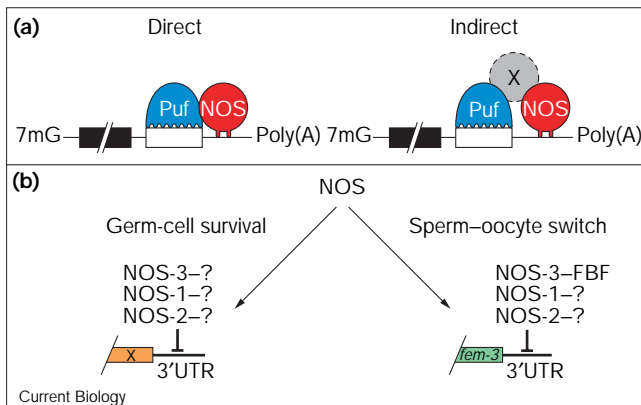 (a)
Direct
Indirect
X
Puf
NOS
Puf
NOS
7mG
Poly(A)
7mG
Poly(A)
(b)
NOS
Germ-cell survival
Sperm–oocyte switch
NOS-3–?
NOS-1–?
NOS-2–?
X
3′UTR
NOS-3–FBF
NOS-1–?
NOS-2–?
fem-3
3′UTR
Current Biology